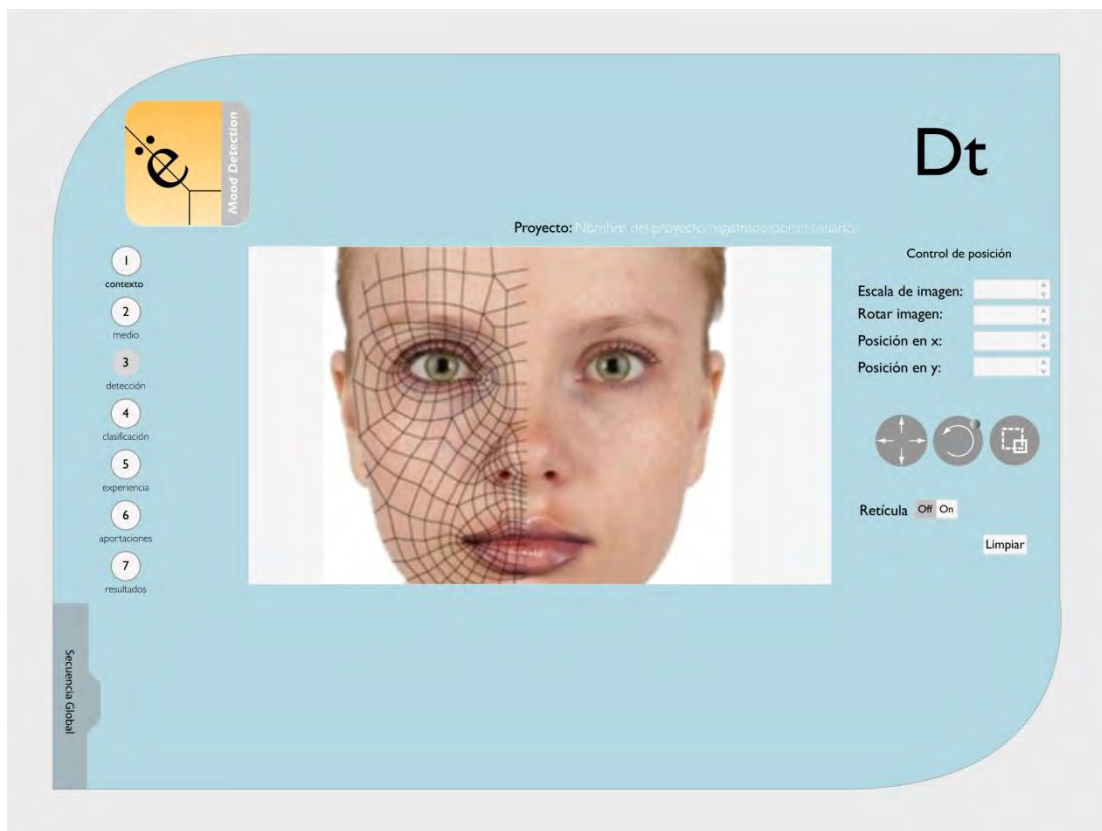 Mood Detection
Dt
Proyecto: Nombre del proyecto registrado por el usuario
1
contexto
2
medio
3
detección
4
clasificación
5
experiencia
6
aportaciones
7
resultados
Control de posición
Escala de imagen:
Rotar imagen:
Posición en x:
Posición en y:
Retícula Off On
Limpiar
Secuencia Global